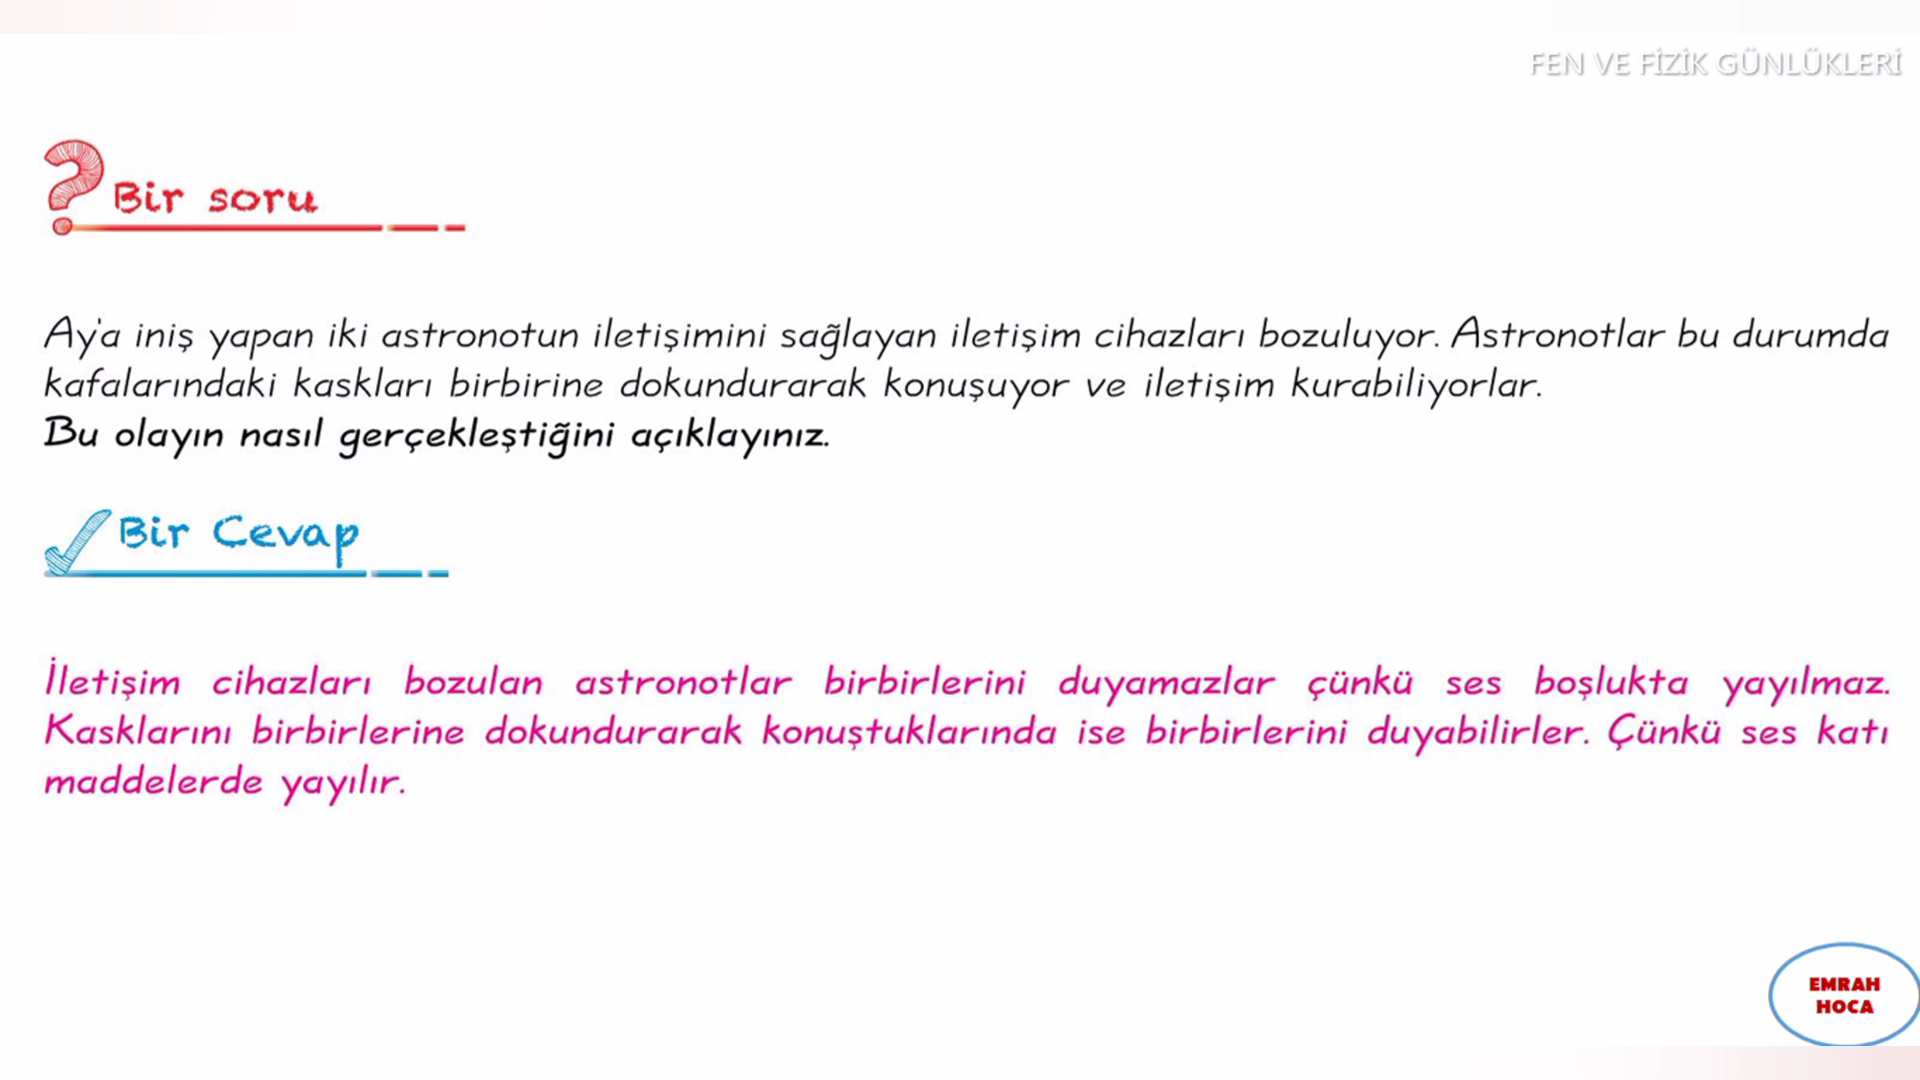 FEN VE FİZİK GÜNLÜKLERİ
? Bir soru
Ay'a iniş yapan iki astronotun iletişimini sağlayan iletişim cihazları bozuluyor. Astronotlar bu durumda
kafalarındaki kaskları birbirine dokundurarak konuşuyor ve iletişim kurabiliyorlar.
Bu olayın nasıl gerçekleştiğini açıklayınız.
Bir Cevap
İletişim cihazları bozulan astronotlar birbirlerini duyamazlar çünkü ses boşlukta yayılmaz.
Kasklarını birbirlerine dokundurarak konuştuklarında ise birbirlerini duyabilirler. Çünkü ses katı
maddelerde yayılır.
EMRAH
HOCA